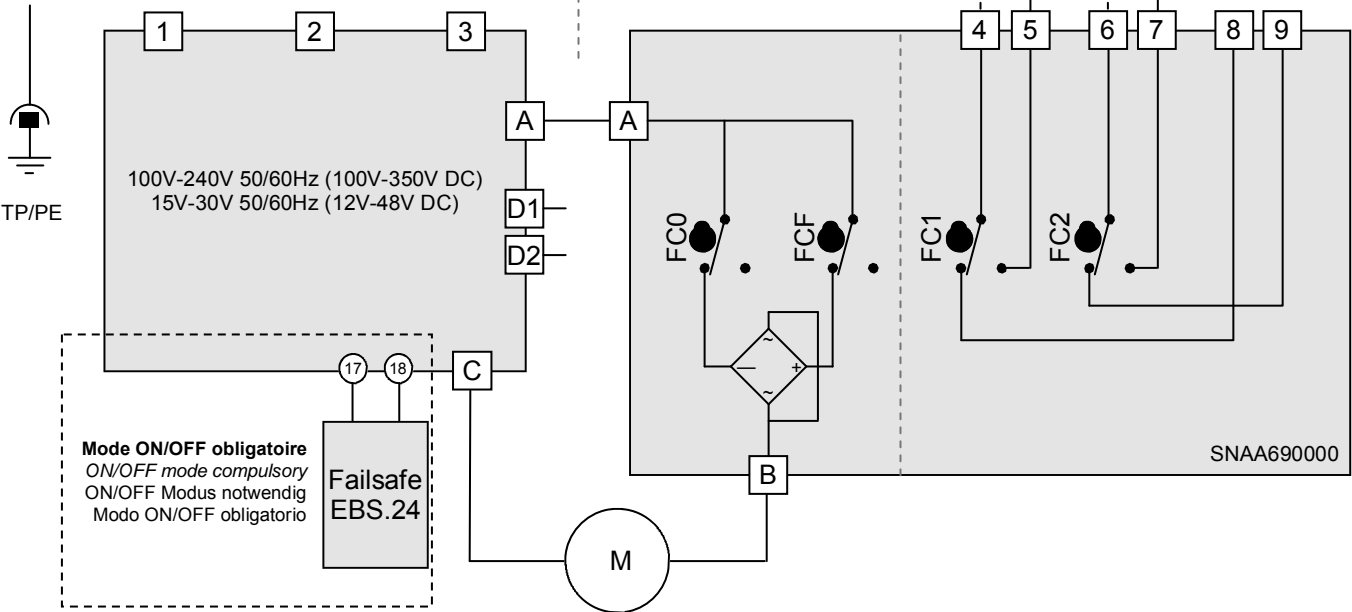 1
2
3
4
5
6
7
8
9
A
A
TP/PE
100V-240V 50/60Hz (100V-350V DC)
15V-30V 50/60Hz (12V-48V DC)
D1
D2
FC0
FCF
FC1
FC2
~
—
+
~
17
18
C
Mode ON/OFF obligatoire
ON/OFF mode compulsory
ON/OFF Modus notwendig
Modo ON/OFF obligatorio
Failsafe
EBS.24
SNAA690000
B
M